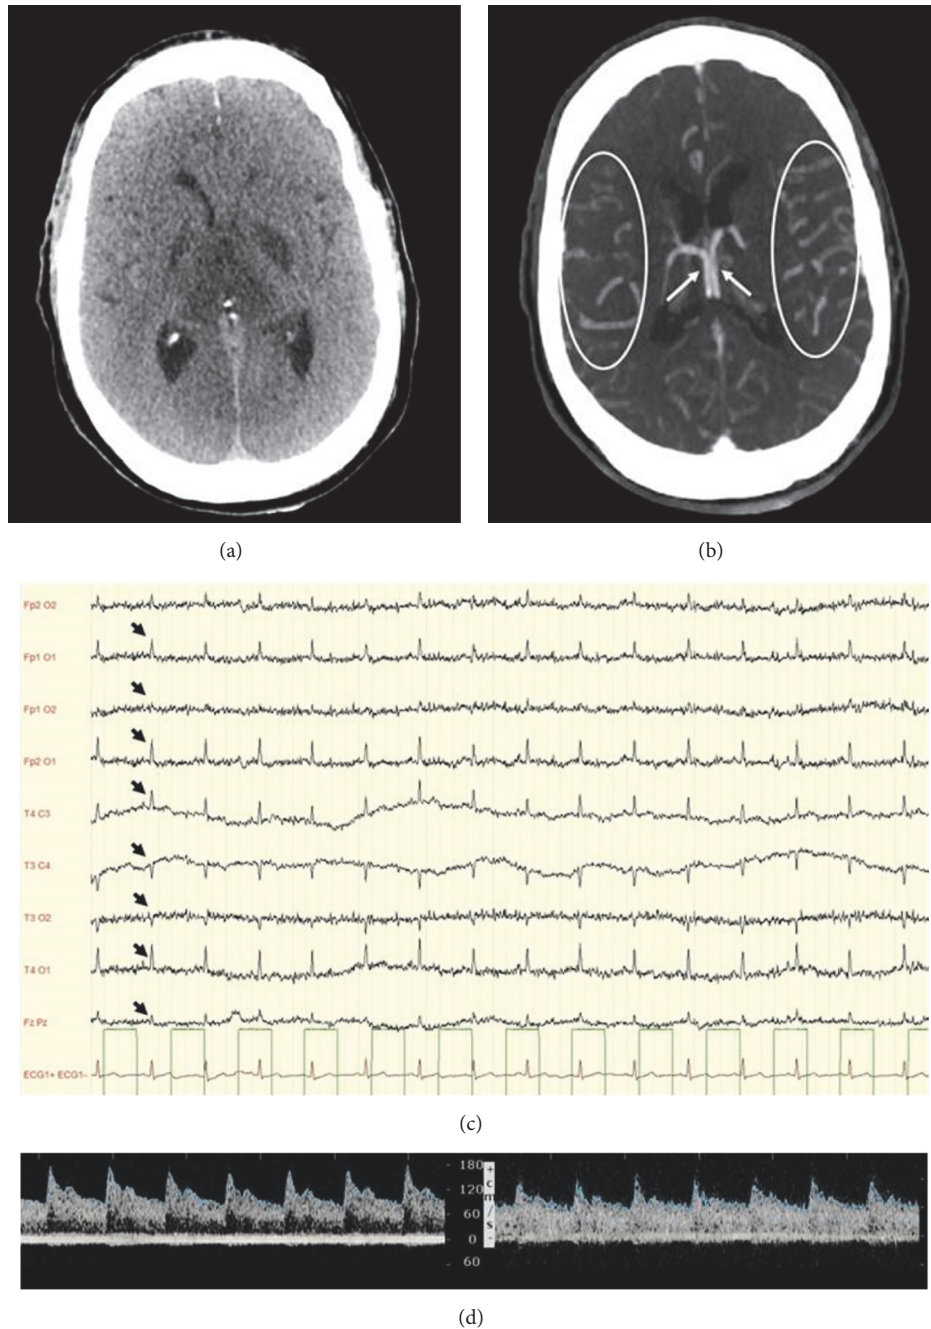 (a)
(b)
Fp2 O2
Fp1 O1
Fp1 O2
Fp2 O1
T4 C3
T3 C4
T3 O2
T4 O1
Fz Pz
ECG1+ ECG1-
(c)
180
120
60
0
60
+cm/s-
(d)